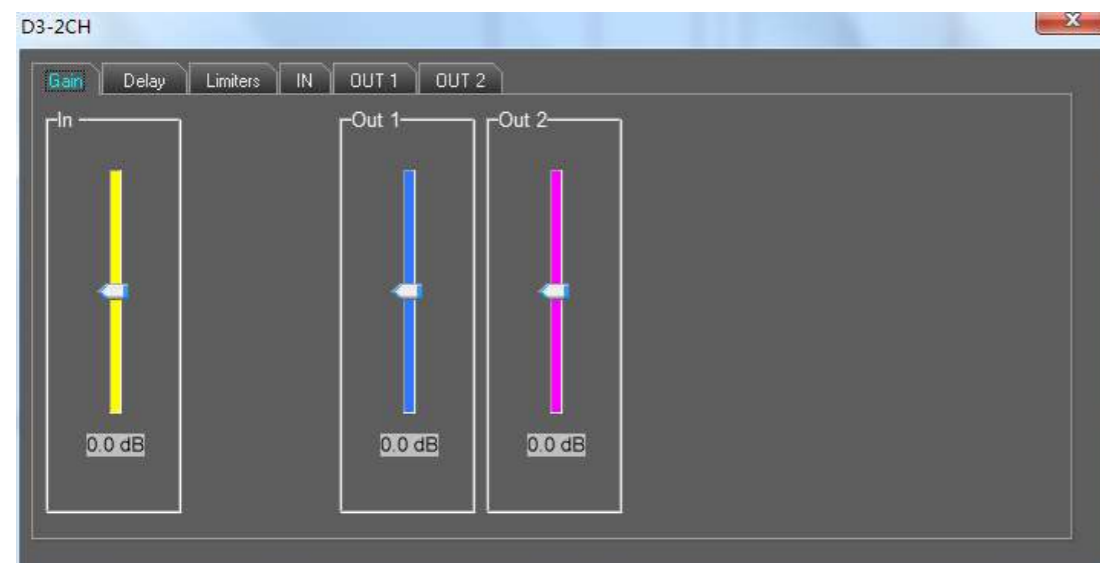 D3-2CH
x
Gain Delay Limiters IN OUT 1 OUT 2
In Out 1 Out 2
0.0 dB 0.0 dB 0.0 dB